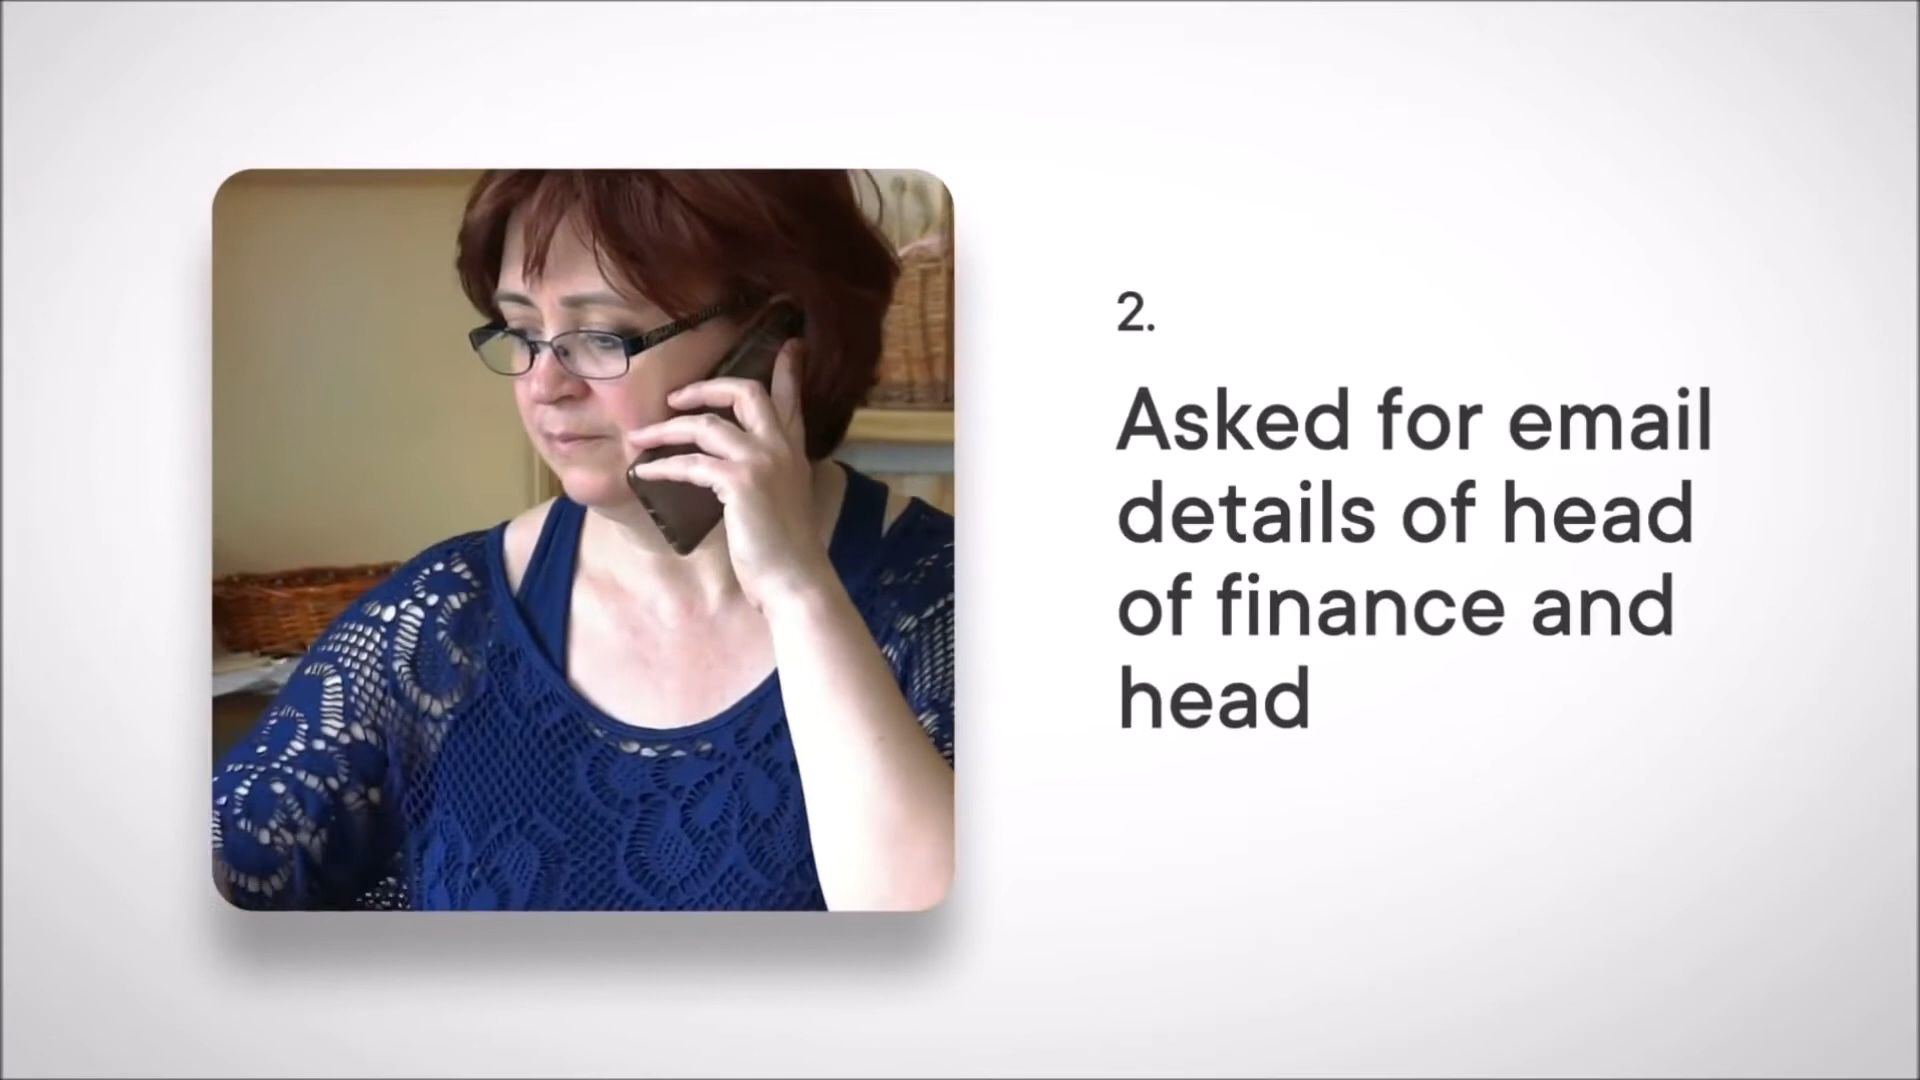 2.
Asked for email
details of head
of finance and
head